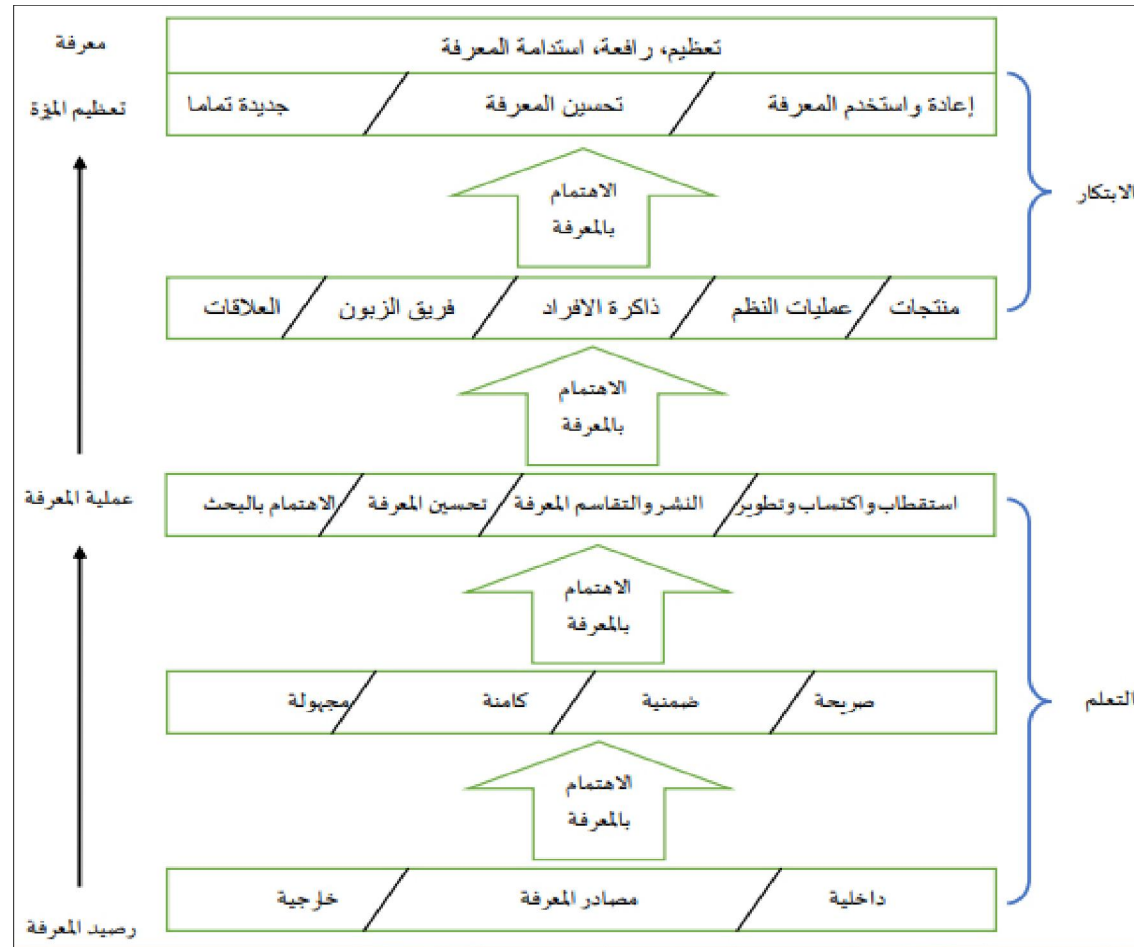 معرفة
تعظيم، رافعة، استدامة المعرفة
تعظيم الميزة
إعادة واستخدم المعرفة
تحسين المعرفة
جديدة تماما
الابتكار
الاهتمام
بالمعرفة
منتجات
عمليات النظم
ذاكرة الافراد
فريق الزبون
العلاقات
الاهتمام
بالمعرفة
عملية المعرفة
استقطاب واكتساب وتطوير
النشر والتقاسم المعرفة
تحسين المعرفة
الاهتمام بالبحث
الاهتمام
بالمعرفة
صريحة
ضمنية
كامنة
مجهولة
التعلم
الاهتمام
بالمعرفة
داخلية
مصادر المعرفة
خارجية
رصيد المعرفة